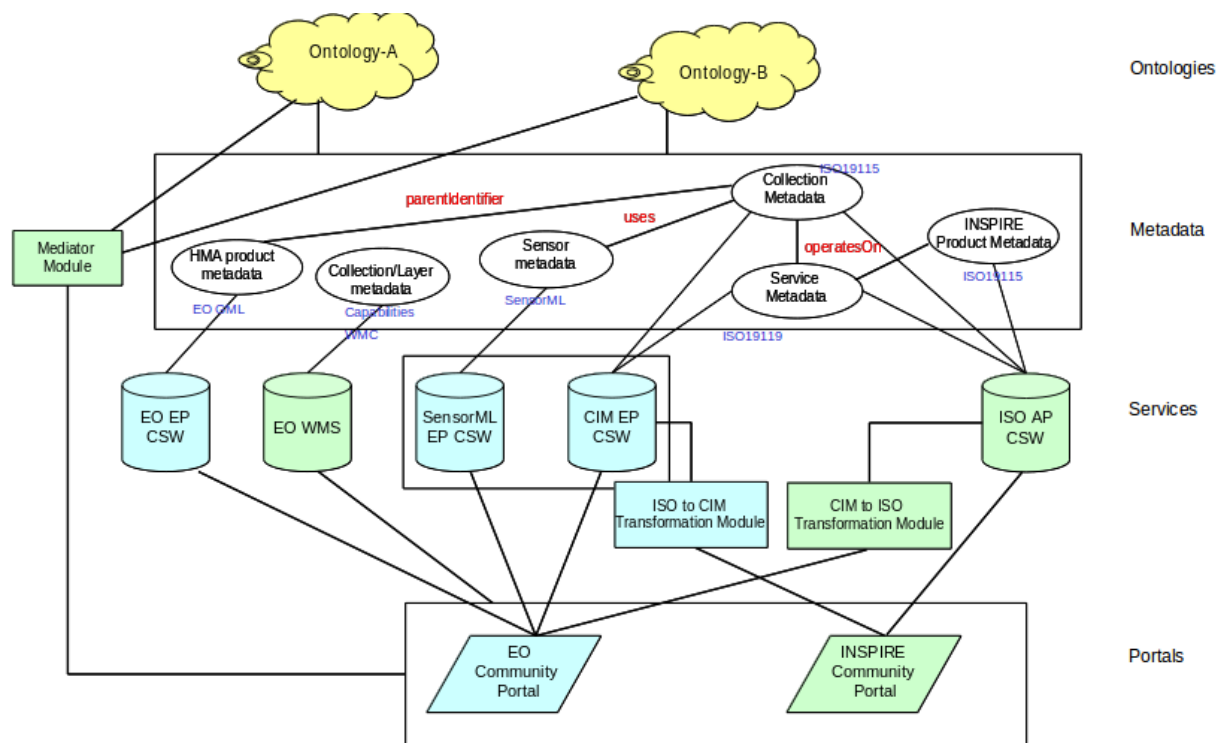 Ontology-A
Ontology-B
Ontologies
ISO19115
Collection
Metadata
parentIdentifier
uses
INSPIRE
Product Metadata
Metadata
Mediator
Module
HMA product
metadata
Sensor
metadata
operatesOn
Collection/Layer
metadata
Service
Metadata
ISO19115
EO GML
Capabilities
SensorML
WMC
ISO19119
EO EP
CSW
EO WMS
SensorML
EP CSW
CIM EP
CSW
ISO AP
CSW
Services
ISO to CIM
Transformation Module
CIM to ISO
Transformation Module
EO
Community
Portal
INSPIRE
Community
Portal
Portals